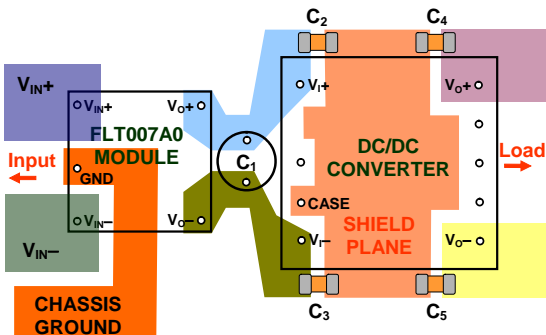 C2
C4
VIN+
VIN+
VO+
VI+
VO+
FLT007A0
MODULE
C1
DC/DC
CONVERTER
Input
GND
Load
CASE
VIN–
VIN–
VO–
VI–
SHIELD
PLANE
VO–
CHASSIS
GROUND
C3
C5